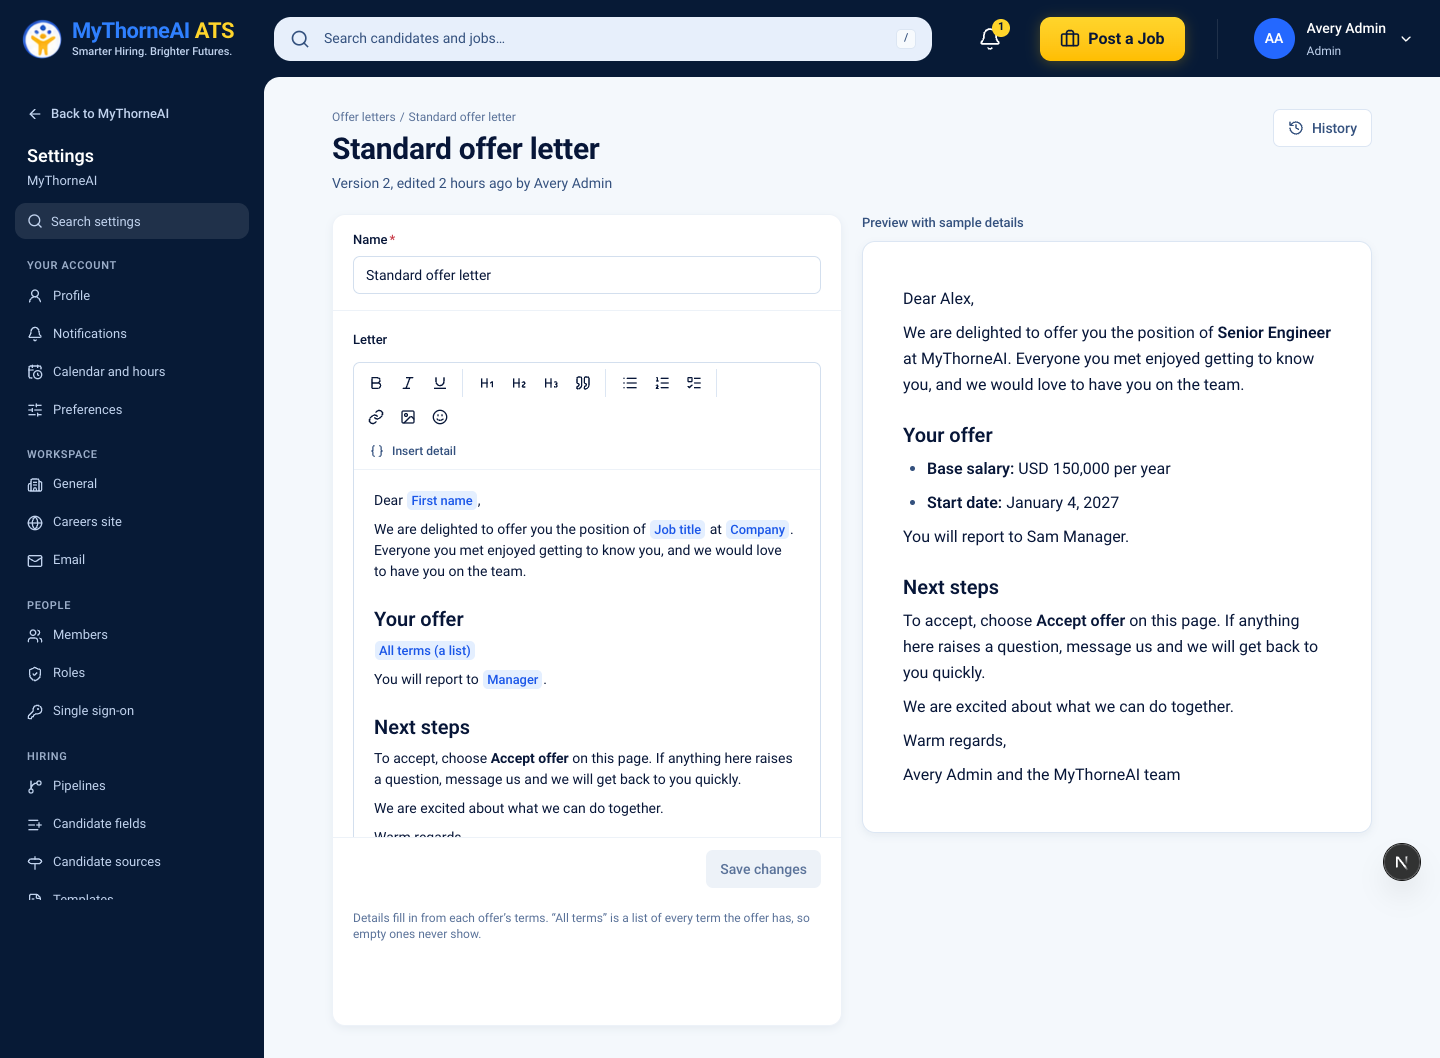 MyThorneAI ATS
Smarter Hiring. Brighter Futures.
Search candidates and jobs...
/
1
Post a Job
AA
Avery Admin
Admin
Back to MyThorneAI
Settings
MyThorneAI
Search settings
YOUR ACCOUNT
Profile
Notifications
Calendar and hours
Preferences
WORKSPACE
General
Careers site
Email
PEOPLE
Members
Roles
Single sign-on
HIRING
Pipelines
Candidate fields
Candidate sources
Templates
Offer letters / Standard offer letter
Standard offer letter
Version 2, edited 2 hours ago by Avery Admin
History
Name*
Standard offer letter
Letter
B I U H1 H2 H3
{ } Insert detail
Dear First name,
We are delighted to offer you the position of Job title at Company.
Everyone you met enjoyed getting to know you, and we would love
to have you on the team.
Your offer
All terms (a list)
You will report to Manager.
Next steps
To accept, choose Accept offer on this page. If anything here raises
a question, message us and we will get back to you quickly.
We are excited about what we can do together.
Warm regards,
Save changes
Details fill in from each offer’s terms. “All terms” is a list of every term the offer has, so
empty ones never show.
Preview with sample details
Dear Alex,
We are delighted to offer you the position of Senior Engineer
at MyThorneAI. Everyone you met enjoyed getting to know
you, and we would love to have you on the team.
Your offer
• Base salary: USD 150,000 per year
• Start date: January 4, 2027
You will report to Sam Manager.
Next steps
To accept, choose Accept offer on this page. If anything
here raises a question, message us and we will get back to
you quickly.
We are excited about what we can do together.
Warm regards,
Avery Admin and the MyThorneAI team
N